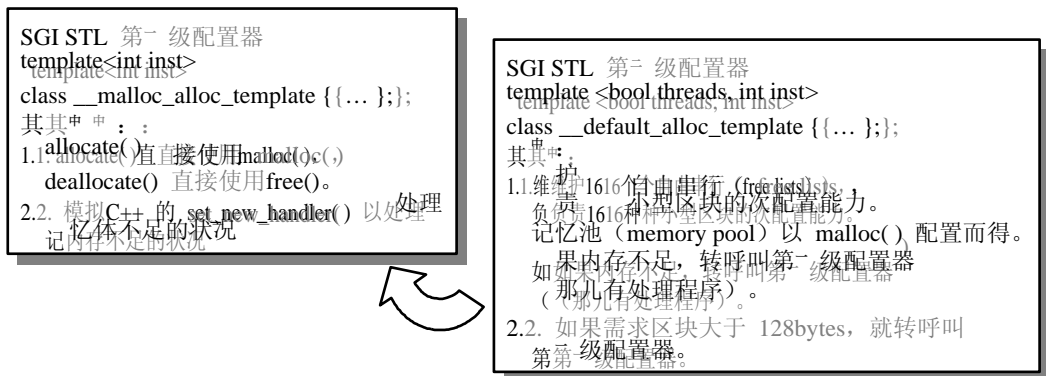 SGI STL 第一级配置器
template<int inst>
class __malloc_alloc_template {… };
其中：
1. allocate()直接使用malloc(),
deallocate() 直接使用free()。
2. 模拟C++ 的 set_new_handler() 以处理
记忆体不足的状况
SGI STL 第二级配置器
template <bool threads, int inst>
class __default_alloc_template {… };
其中：
1.维护16个自由串行（free lists），
负责16种小型区块的次配置能力。
记忆池（memory pool）以 malloc() 配置而得。
如果内存不足，转呼叫第一级配置器
（那儿有处理程序）。
2. 如果需求区块大于 128bytes，就转呼叫
第一级配置器。